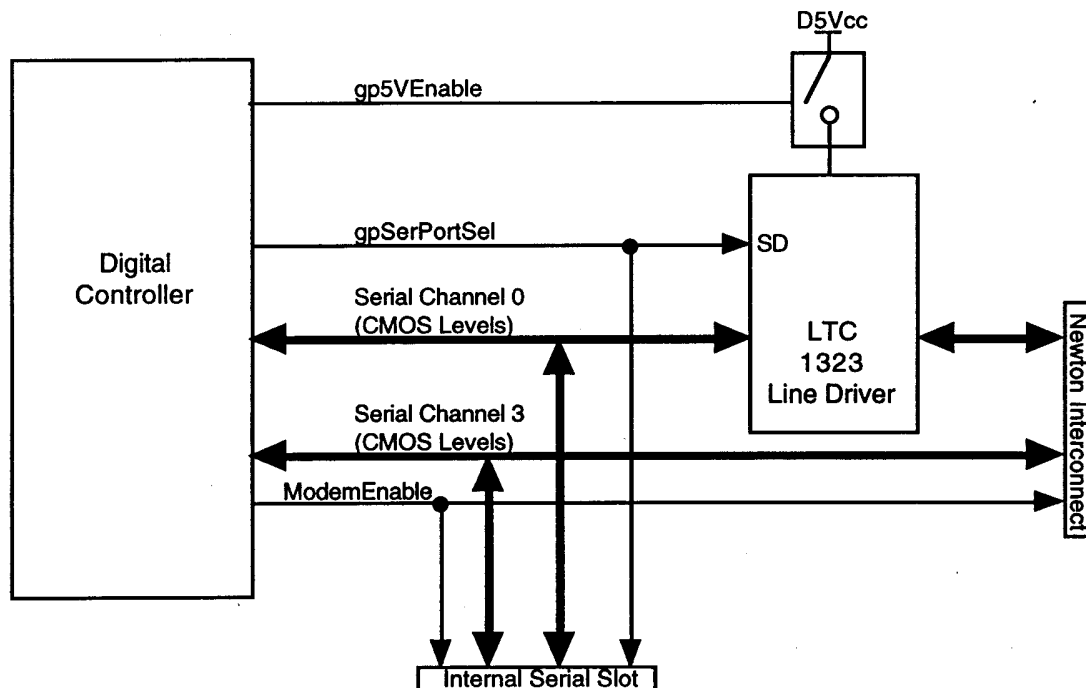 D5Vcc
gp5VEnable
gpSerPortSel
SD
Digital
Controller
Serial Channel 0
(CMOS Levels)
LTC
1323
Line Driver
Newton Interconnect
Serial Channel 3
(CMOS Levels)
ModemEnable
Internal Serial Slot